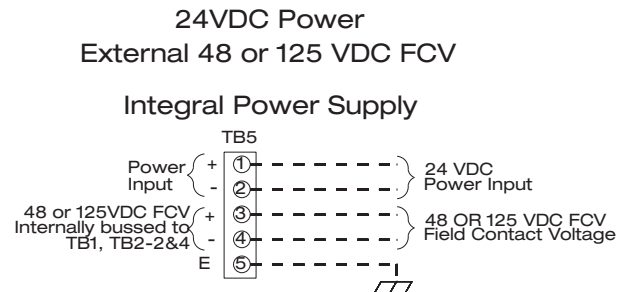 24VDC Power
External 48 or 125 VDC FCV
Integral Power Supply
TB5
Power
Input
+
-
1
2
24 VDC
Power Input
48 or 125VDC FCV
Internally bussed to
TB1, TB2-2&4
+
-
3
4
48 OR 125 VDC FCV
Field Contact Voltage
E
5